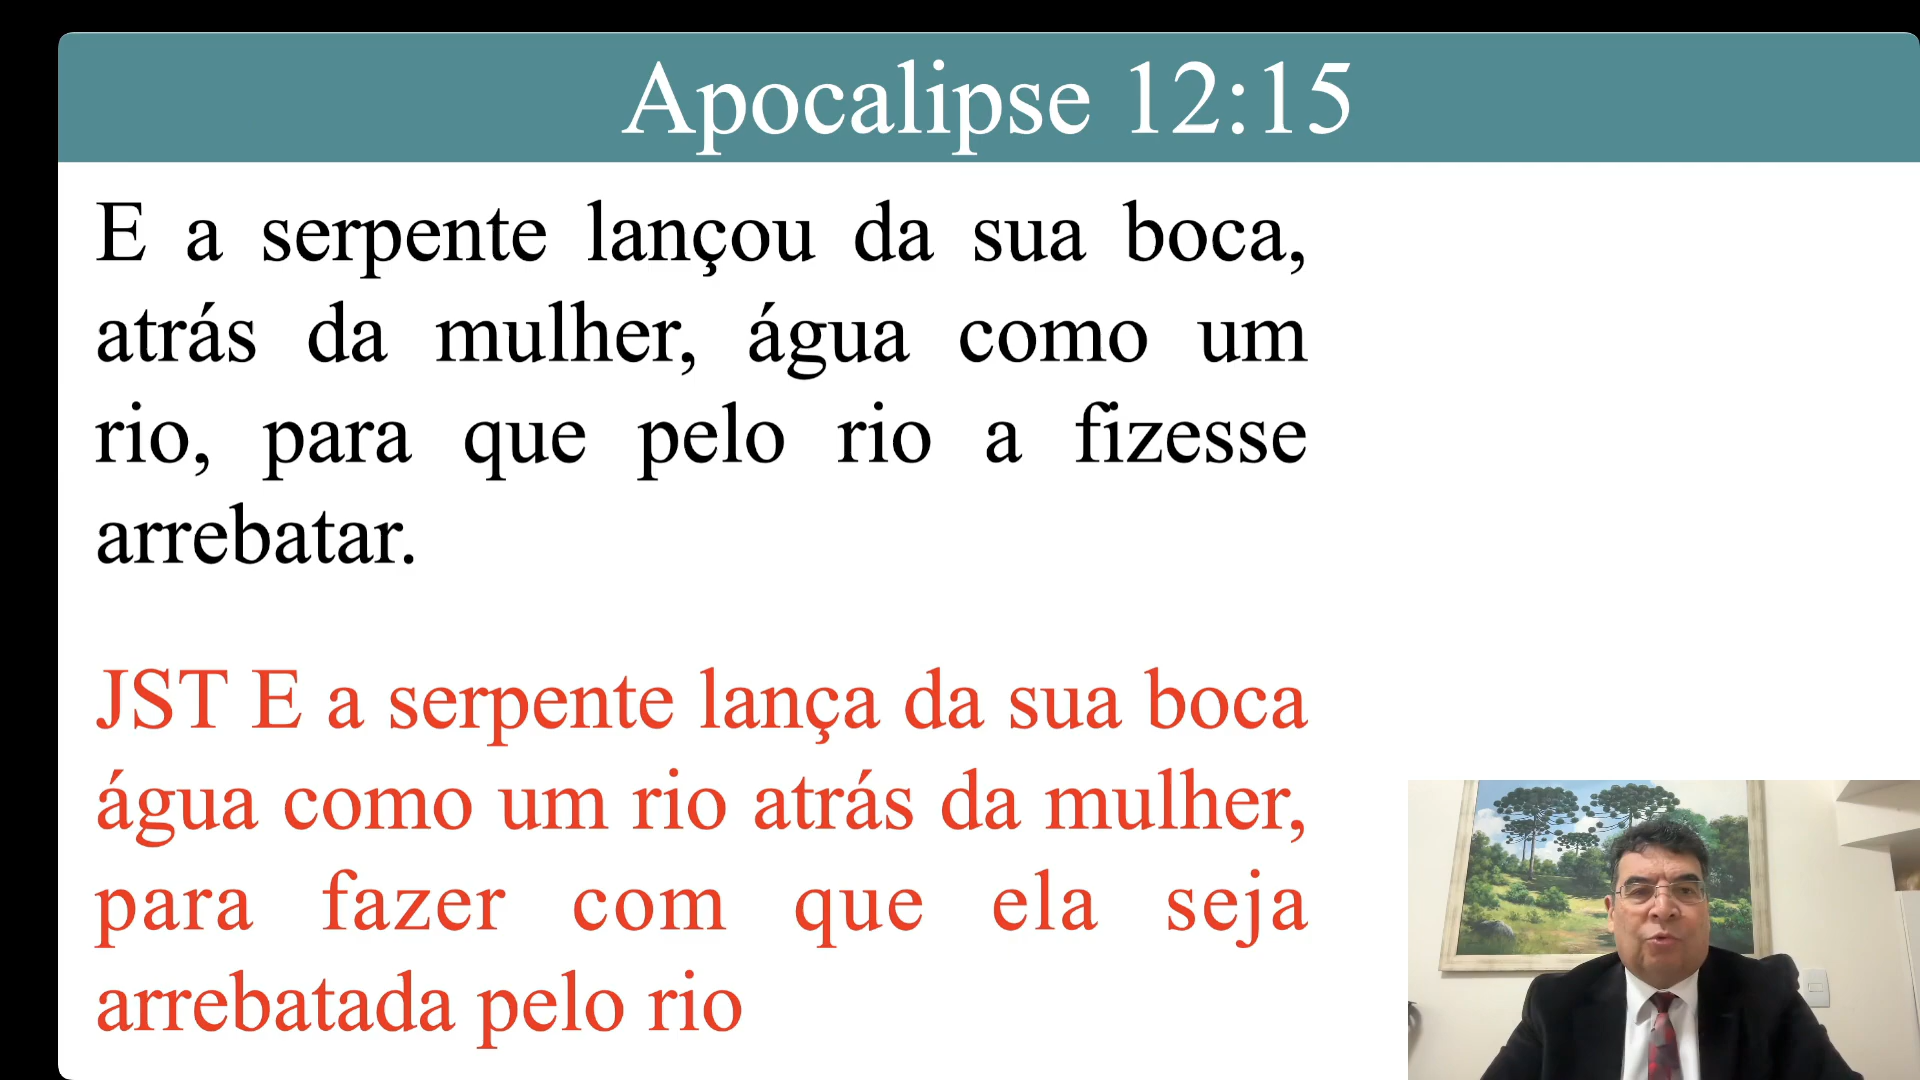 Apocalipse 12:15
E a serpente lançou da sua boca,
atrás da mulher, água como um
rio, para que pelo rio a fizesse
arrebatar.
JST E a serpente lança da sua boca
água como um rio atrás da mulher,
para fazer com que ela seja
arrebatada pelo rio